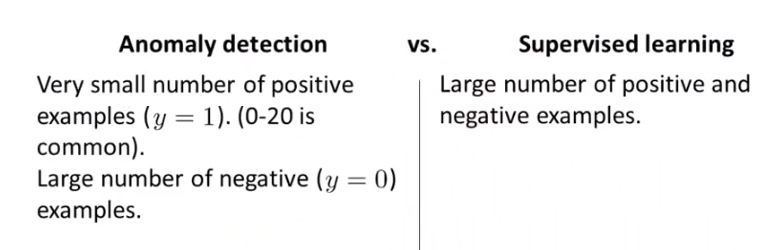 Anomaly detection vs. Supervised learning
Very small number of positive
examples (y = 1). (0-20 is
common).
Large number of negative (y = 0)
examples.
Large number of positive and
negative examples.